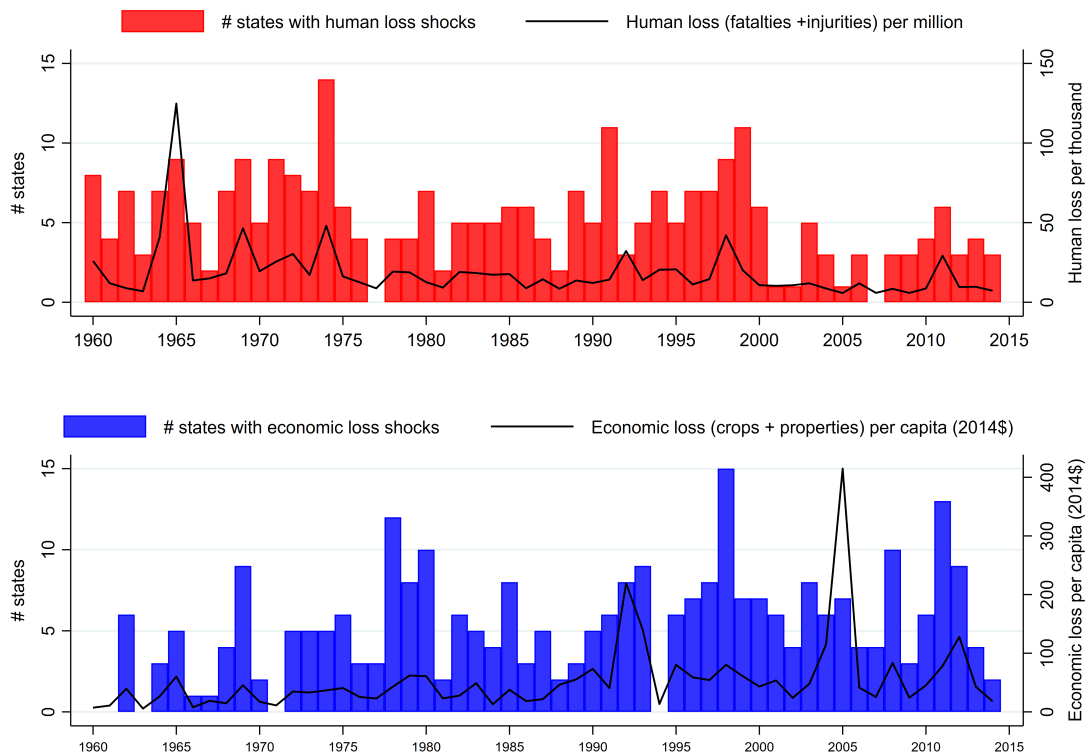 # states with human loss shocks Human loss (fatalties +injurities) per million
15 150
10 100
5 50
0 0
# states
Human loss per thousand
1960 1965 1970 1975 1980 1985 1990 1995 2000 2005 2010 2015
# states with economic loss shocks Economic loss (crops + properties) per capita (2014$)
15 400
10 300
5 200
0 100
0
# states
Economic loss per capita (2014$)
1960 1965 1970 1975 1980 1985 1990 1995 2000 2005 2010 2015